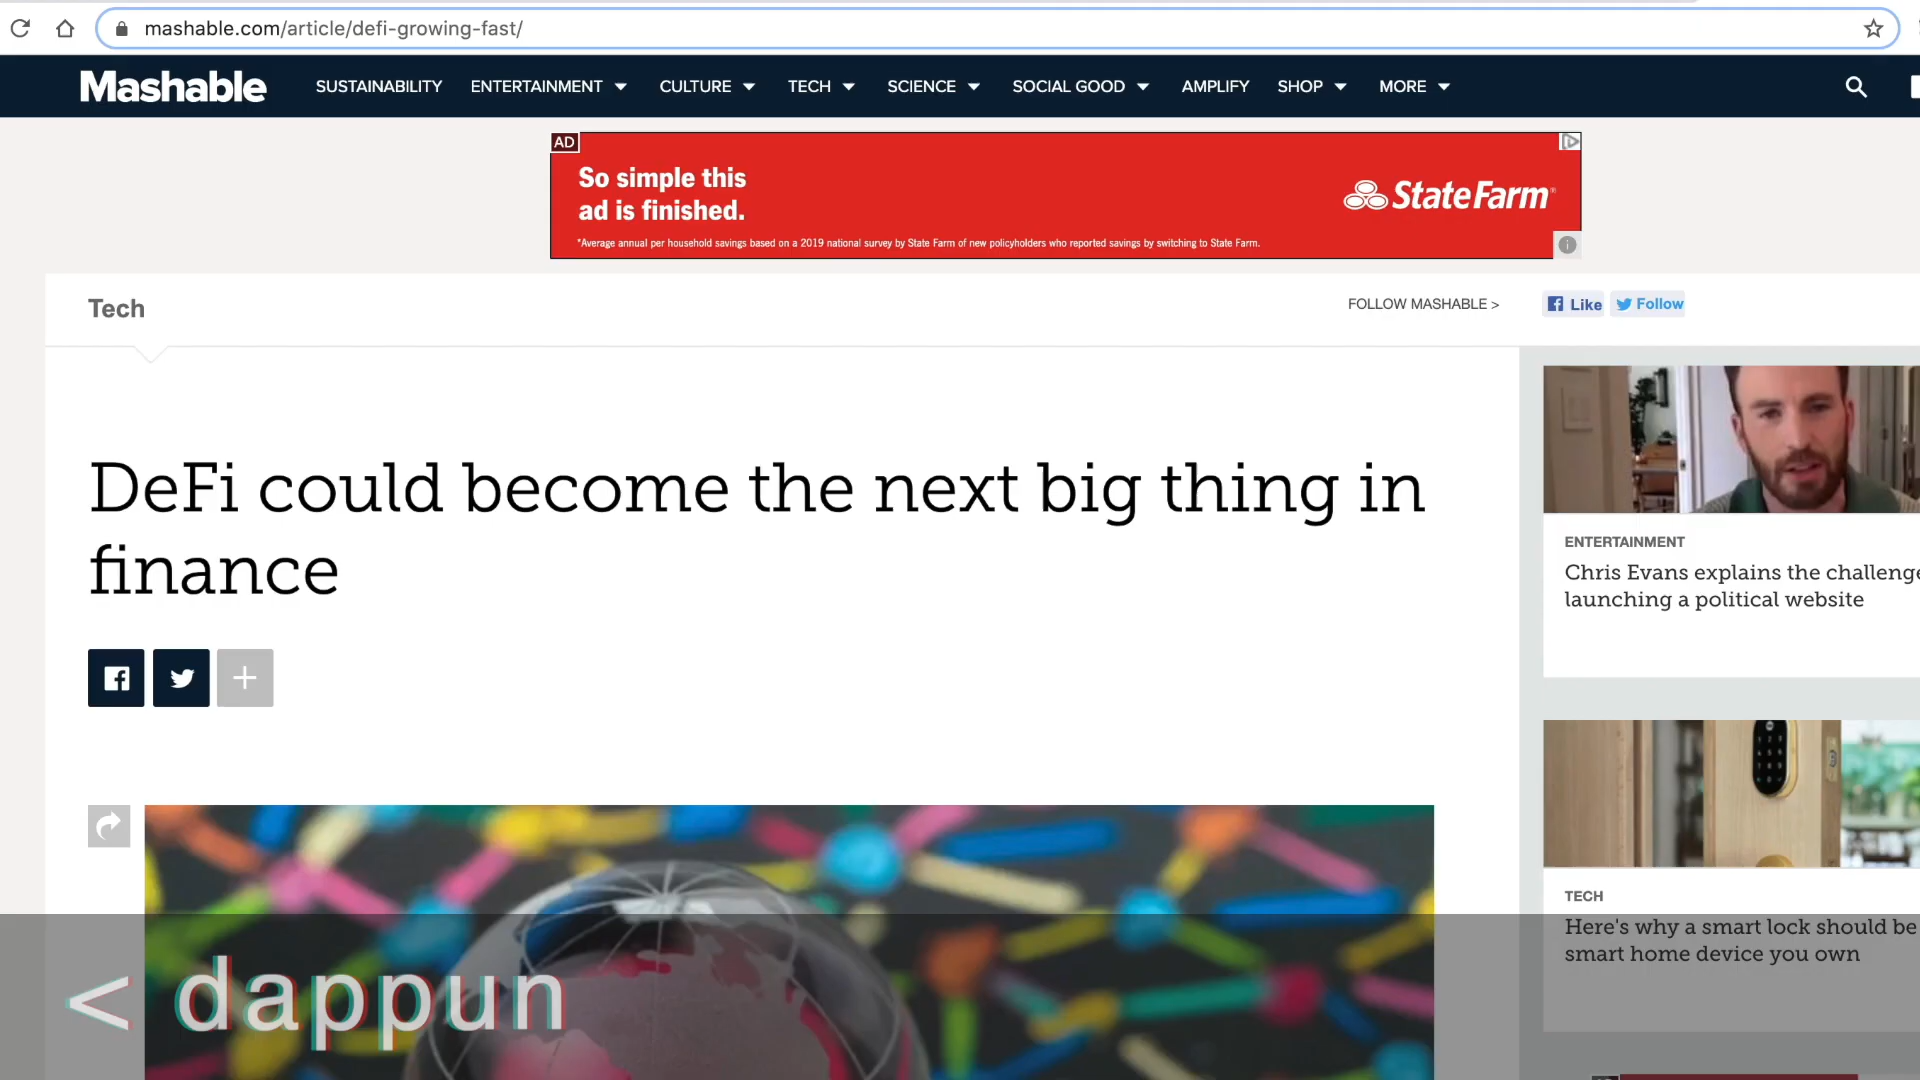 mashable.com/article/defi-growing-fast/
Mashable
SUSTAINABILITY
ENTERTAINMENT
CULTURE
TECH
SCIENCE
SOCIAL GOOD
AMPLIFY
SHOP
MORE
AD
So simple this
ad is finished.
StateFarm®
*Average annual per household savings based on a 2019 national survey by State Farm of new policyholders who reported savings by switching to State Farm.
Tech
FOLLOW MASHABLE >
Like
Follow
DeFi could become the next big thing in
finance
ENTERTAINMENT
Chris Evans explains the challenge
launching a political website
TECH
Here's why a smart lock should be
smart home device you own
< dappun